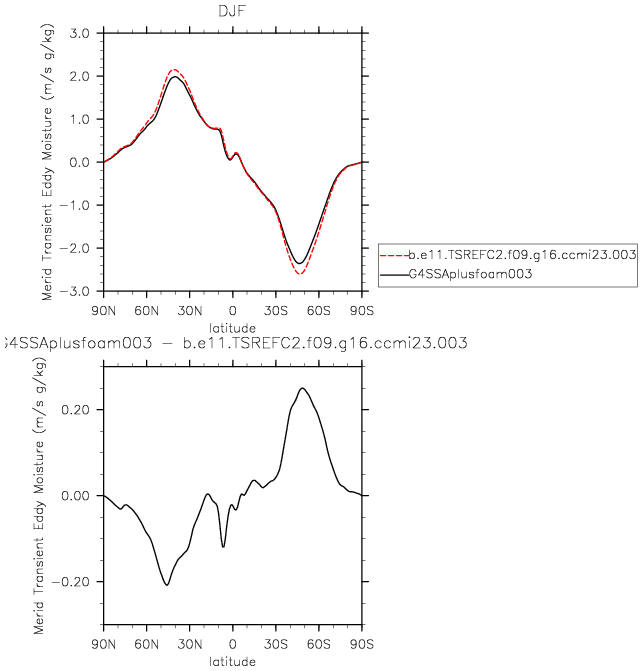 DJF
Merid Transient Eddy Moisture (m/s g/kg)
3.0
2.0
1.0
0.0
−1.0
−2.0
−3.0
90N 60N 30N 0 30S 60S 90S
latitude
b.e11.TSREFC2.f09.g16.ccmi23.003
G4SSAplusfoam003
G4SSAplusfoam003 − b.e11.TSREFC2.f09.g16.ccmi23.003
Merid Transient Eddy Moisture (m/s g/kg)
0.20
0.00
−0.20
90N 60N 30N 0 30S 60S 90S
latitude